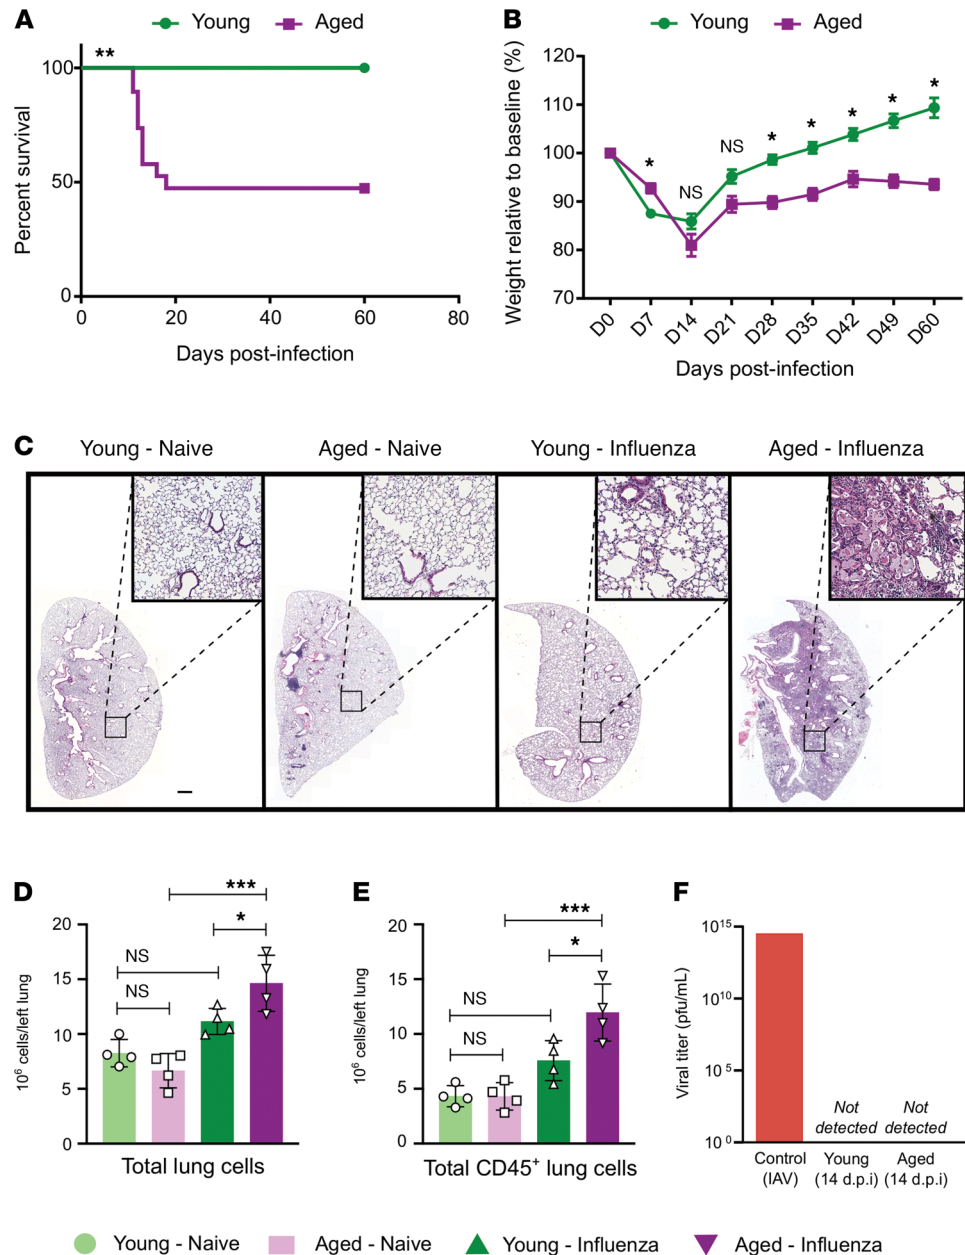 A
Young
Aged
**
Percent survival
100
50
0
0
20
40
60
80
Days post-infection
B
Young
Aged
Weight relative to baseline (%)
120
110
100
90
80
70
*
NS
NS
*
*
*
*
*
D0
D7
D14
D21
D28
D35
D42
D49
D60
Days post-infection
C
Young - Naive
Aged - Naive
Young - Influenza
Aged - Influenza
D
10⁶ cells/left lung
20
15
10
5
0
***
*
NS
NS
Total lung cells
E
10⁶ cells/left lung
20
15
10
5
0
***
*
NS
NS
Total CD45⁺ lung cells
F
Viral titer (pfu/mL)
10¹⁵
10¹⁰
10⁵
10⁰
Not
detected
Not
detected
Control
(IAV)
Young
(14 d.p.i)
Aged
(14 d.p.i)
Young - Naive
Aged - Naive
Young - Influenza
Aged - Influenza